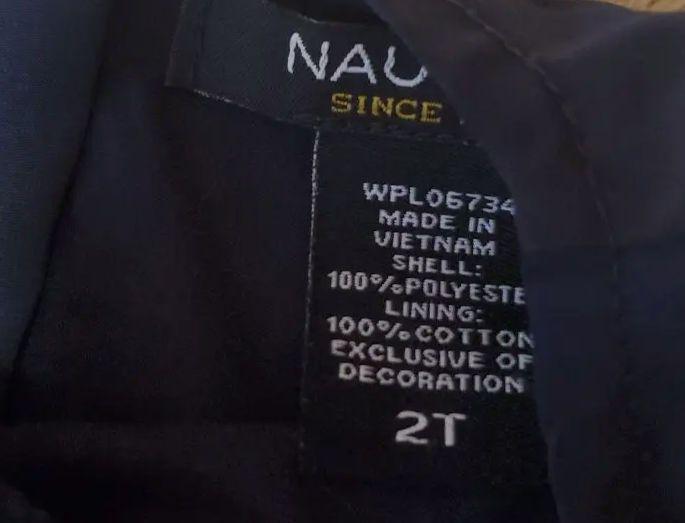 NAU
SINCE
WPL06734
MADE IN
VIETNAM
SHELL:
100%POLYESTE
LINING:
100%COTTON
EXCLUSIVE OF
DECORATION
2T